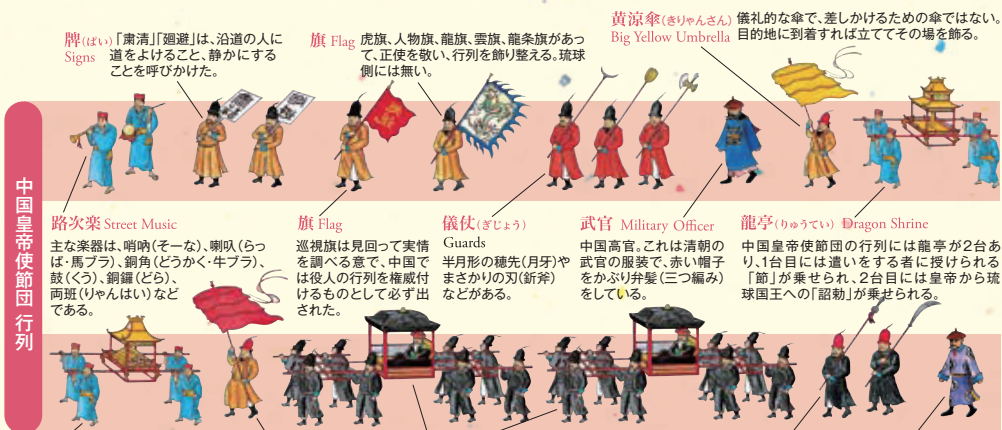 牌(ぱい)
Signs
「粛清」「廻避」は、沿道の人に
道をよけること、静かにする
ことを呼びかけた。
旗 Flag
虎旗、人物旗、龍旗、雲旗、龍条旗があっ
て、正使を敬い、行列を飾り整える。琉球
側には無い。
黄涼傘(きりゃんさん)
Big Yellow Umbrella
儀礼的な傘で、差しかけるための傘ではない。
目的地に到着すれば立ててその場を飾る。
中国皇帝使節団 行列
路次楽 Street Music
主な楽器は、哨吶(そーな)、喇叭(らっ
ぱ・馬ブラ)、銅角(どうかく・牛ブラ)、
鼓(くう)、銅鑼(どら)、
両班(りゃんはい)など
である。
旗 Flag
巡視旗は見回って実情
を調べる意で、中国で
は役人の行列を権威付
けるものとして必ず出
された。
儀仗(ぎじょう)
Guards
半月形の穂先(月牙)や
まさかりの刃(釿斧)
などがある。
武官 Military Officer
中国高官。これは清朝の
武官の服装で、赤い帽子
をかぶり弁髪(三つ編み)
をしている。
龍亭(りゅうてい) Dragon Shrine
中国皇帝使節団の行列には龍亭が2台あ
り、1台目には遣いをする者に授けられる
「節」が乗せられ、2台目には皇帝から琉
球国王への「詔勅」が乗せられる。